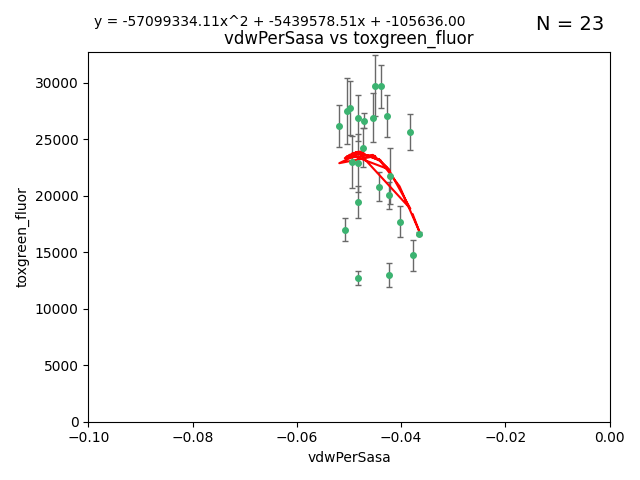 y = -57099334.11x^2 + -5439578.51x + -105636.00
N = 23
vdwPerSasa vs toxgreen_fluor
toxgreen_fluor
30000
25000
20000
15000
10000
5000
0
−0.10
−0.08
−0.06
−0.04
−0.02
0.00
vdwPerSasa